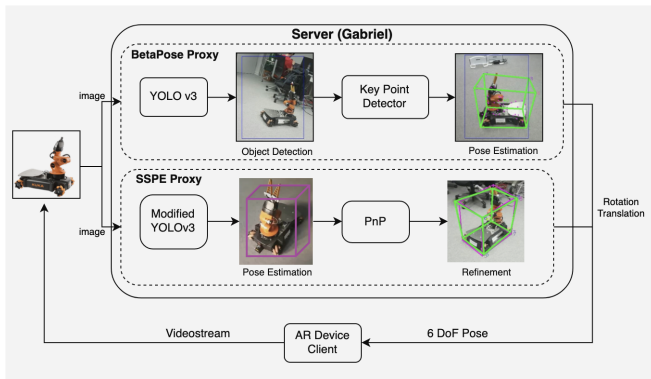 Server (Gabriel)
BetaPose Proxy
image
YOLO v3
Key Point
Detector
Object Detection
Pose Estimation
SSPE Proxy
image
Modified
YOLOv3
PnP
Pose Estimation
Refinement
Rotation
Translation
Videostream
AR Device
Client
6 DoF Pose